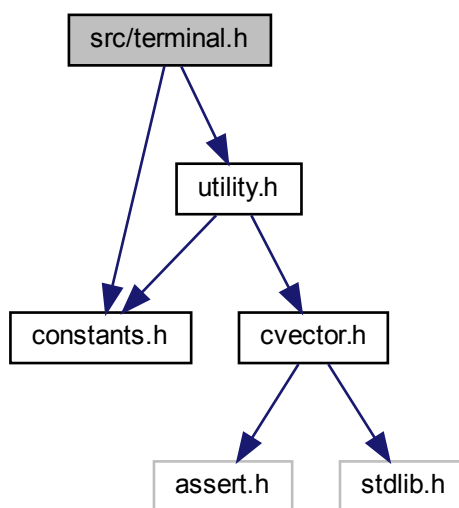 src/terminal.h
utility.h
constants.h
cvector.h
assert.h
stdlib.h